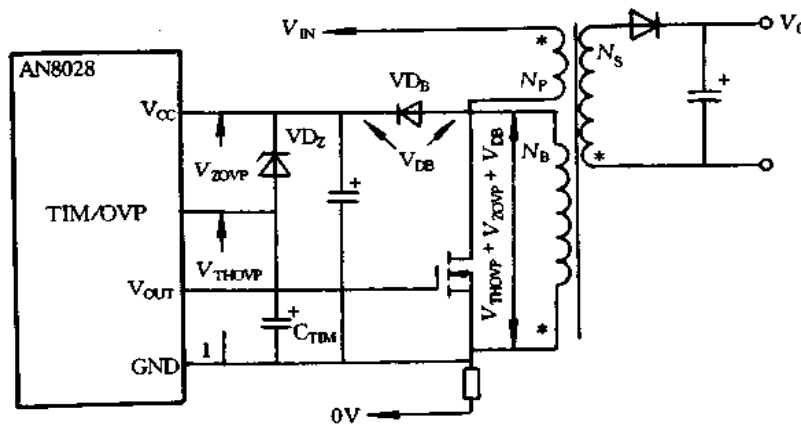 AN8028
V_CC
TIM/OVP
V_OUT
GND
1
V_ZOVP
V_THOVP
VD_Z
+
+
C_TIM
0V
V_IN
VD_B
V_DB
V_THOVP + V_ZOVP + V_DB
*
N_P
N_B
*
N_S
*
+